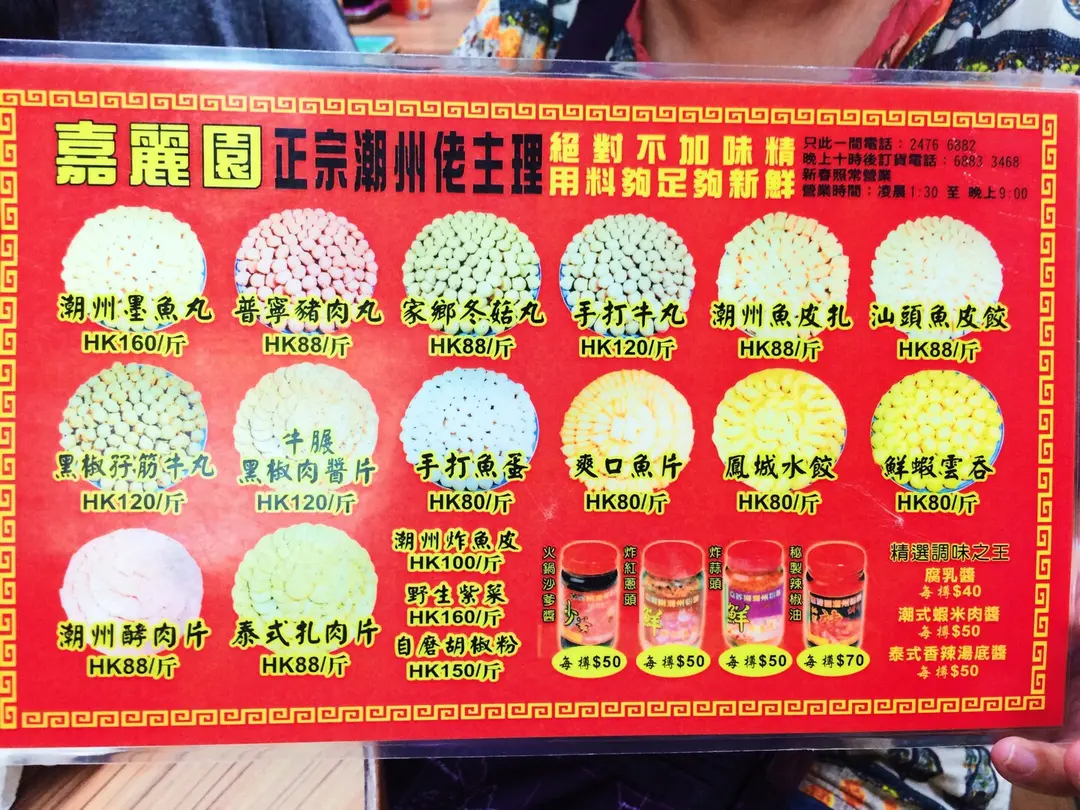 嘉麗園
正宗潮州佬主理
絕對不加味精
用料夠足夠新鮮
只此一間電話：2476 6382
晚上十時後訂貨電話：6883 3468
新春照常營業
營業時間：凌晨1:30 至 晚上9:00
潮州墨魚丸
HK160/斤
普寧豬肉丸
HK88/斤
家鄉冬菇丸
HK88/斤
手打牛丸
HK120/斤
潮州魚皮扎
HK88/斤
汕頭魚皮餃
HK88/斤
黑椒孖筋牛丸
HK120/斤
牛𦟌
黑椒肉醬片
HK120/斤
手打魚蛋
HK80/斤
爽口魚片
HK80/斤
鳳城水餃
HK80/斤
鮮蝦雲吞
HK80/斤
潮州酵肉片
HK88/斤
泰式扎肉片
HK88/斤
潮州炸魚皮
HK100/斤
野生紫菜
HK160/斤
自磨胡椒粉
HK150/斤
火鍋沙爹醬
每樽$50
炸紅蔥頭
鮮
每樽$50
炸蒜頭
鮮
每樽$50
秘製辣椒油
每樽$70
精選調味之王
腐乳醬
每樽$40
潮式蝦米肉醬
每樽$50
泰式香辣湯底醬
每樽$50